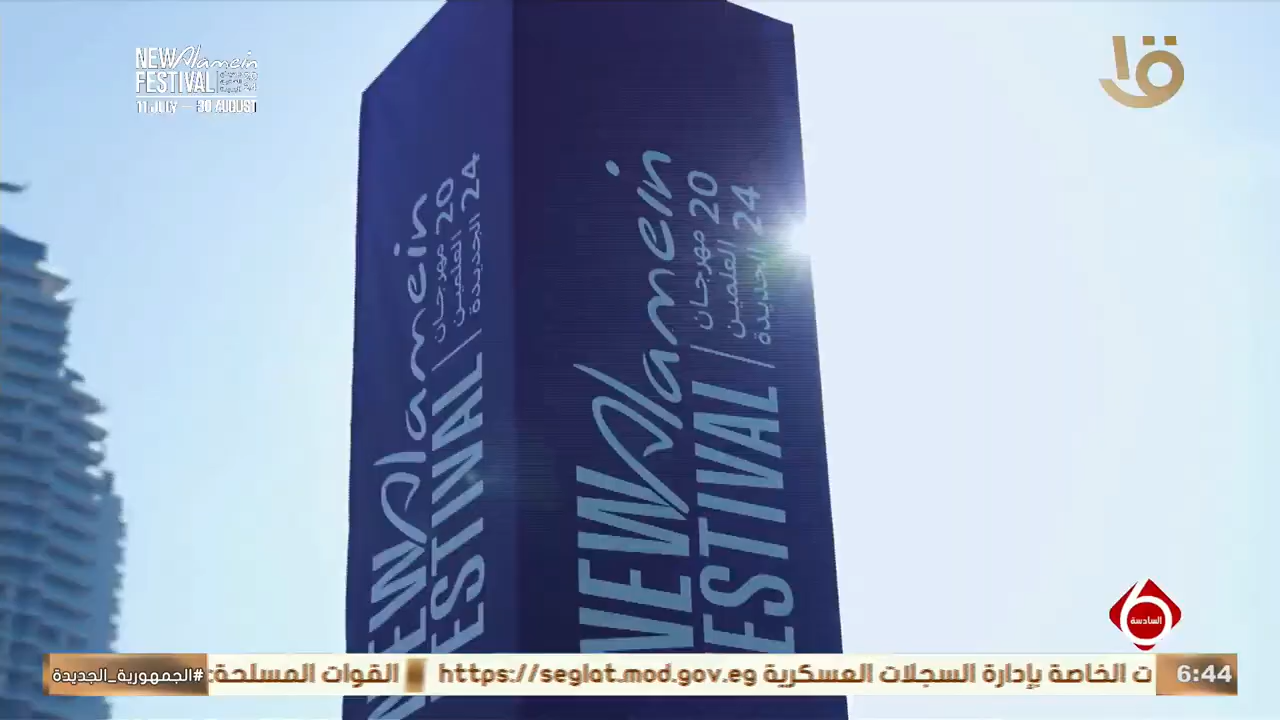 NEW Alamein
FESTIVAL
11 JULY — 30 AUGUST
NEW Alamein
FESTIVAL
مهرجان 20
العلمين
الجديدة 24
NEW Alamein
ESTIVAL
مهرجان 20
العلمين
الجديدة 24
السادسة
#الجمهورية_الجديدة
ت الخاصة بإدارة السجلات العسكرية https://seglat.mod.gov.eg
القوات المسلحة:
6:44